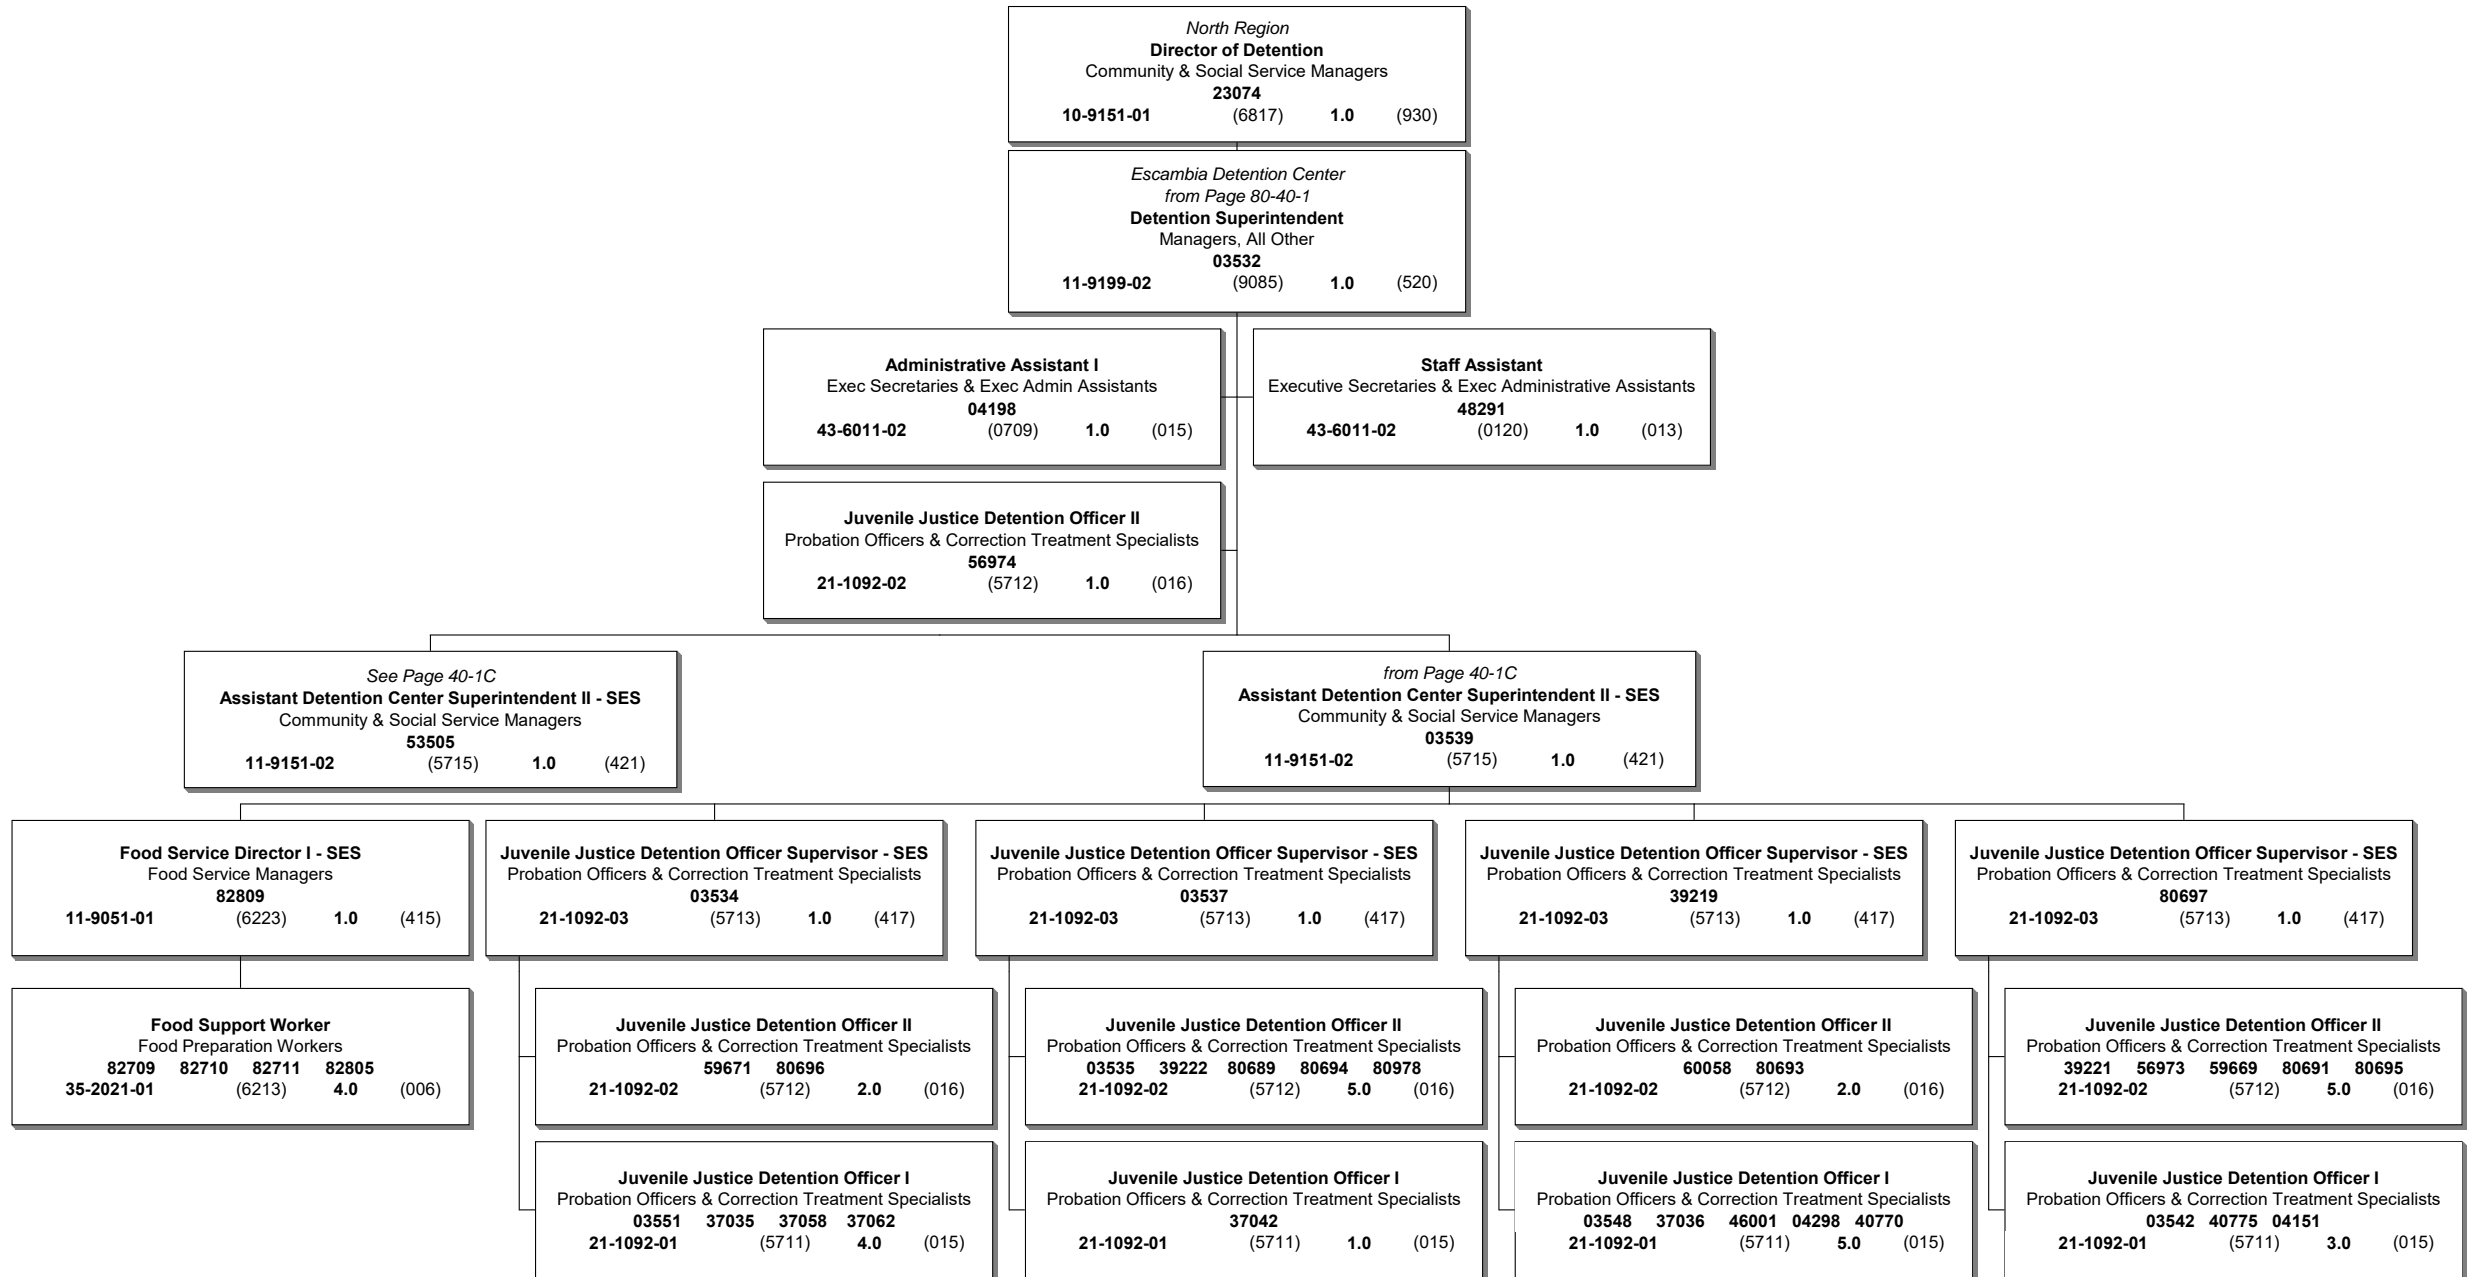 North Region
Director of Detention
Community & Social Service Managers
23074
10-9151-01 (6817) 1.0 (930)
Escambia Detention Center
from Page 80-40-1
Detention Superintendent
Managers, All Other
03532
11-9199-02 (9085) 1.0 (520)
Administrative Assistant I
Exec Secretaries & Exec Admin Assistants
04198
43-6011-02 (0709) 1.0 (015)
Staff Assistant
Executive Secretaries & Exec Administrative Assistants
48291
43-6011-02 (0120) 1.0 (013)
Juvenile Justice Detention Officer II
Probation Officers & Correction Treatment Specialists
56974
21-1092-02 (5712) 1.0 (016)
See Page 40-1C
Assistant Detention Center Superintendent II - SES
Community & Social Service Managers
53505
11-9151-02 (5715) 1.0 (421)
from Page 40-1C
Assistant Detention Center Superintendent II - SES
Community & Social Service Managers
03539
11-9151-02 (5715) 1.0 (421)
Food Service Director I - SES
Food Service Managers
82809
11-9051-01 (6223) 1.0 (415)
Juvenile Justice Detention Officer Supervisor - SES
Probation Officers & Correction Treatment Specialists
03534
21-1092-03 (5713) 1.0 (417)
Juvenile Justice Detention Officer Supervisor - SES
Probation Officers & Correction Treatment Specialists
03537
21-1092-03 (5713) 1.0 (417)
Juvenile Justice Detention Officer Supervisor - SES
Probation Officers & Correction Treatment Specialists
39219
21-1092-03 (5713) 1.0 (417)
Juvenile Justice Detention Officer Supervisor - SES
Probation Officers & Correction Treatment Specialists
80697
21-1092-03 (5713) 1.0 (417)
Food Support Worker
Food Preparation Workers
82709 82710 82711 82805
35-2021-01 (6213) 4.0 (006)
Juvenile Justice Detention Officer II
Probation Officers & Correction Treatment Specialists
59671 80696
21-1092-02 (5712) 2.0 (016)
Juvenile Justice Detention Officer II
Probation Officers & Correction Treatment Specialists
03535 39222 80689 80694 80978
21-1092-02 (5712) 5.0 (016)
Juvenile Justice Detention Officer II
Probation Officers & Correction Treatment Specialists
60058 80693
21-1092-02 (5712) 2.0 (016)
Juvenile Justice Detention Officer II
Probation Officers & Correction Treatment Specialists
39221 56973 59669 80691 80695
21-1092-02 (5712) 5.0 (016)
Juvenile Justice Detention Officer I
Probation Officers & Correction Treatment Specialists
03551 37035 37058 37062
21-1092-01 (5711) 4.0 (015)
Juvenile Justice Detention Officer I
Probation Officers & Correction Treatment Specialists
37042
21-1092-01 (5711) 1.0 (015)
Juvenile Justice Detention Officer I
Probation Officers & Correction Treatment Specialists
03548 37036 46001 04298 40770
21-1092-01 (5711) 5.0 (015)
Juvenile Justice Detention Officer I
Probation Officers & Correction Treatment Specialists
03542 40775 04151
21-1092-01 (5711) 3.0 (015)